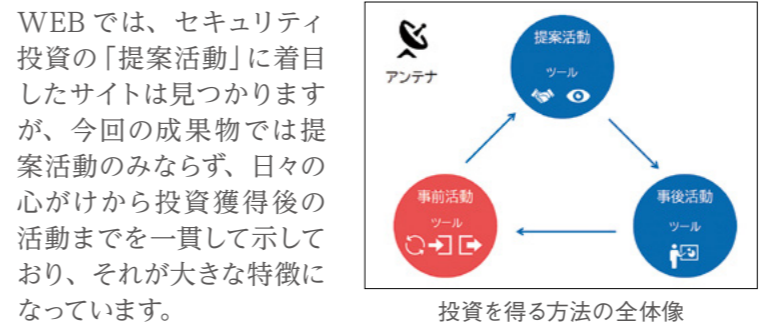 WEB では、セキュリティ
投資の「提案活動」に着目
したサイトは見つかります
が、今回の成果物では提
案活動のみならず、日々の
心がけから投資獲得後の
活動までを一貫して示して
おり、それが大きな特徴に
なっています。
アンテナ
提案活動
ツール
事前活動
ツール
事後活動
ツール
投資を得る方法の全体像